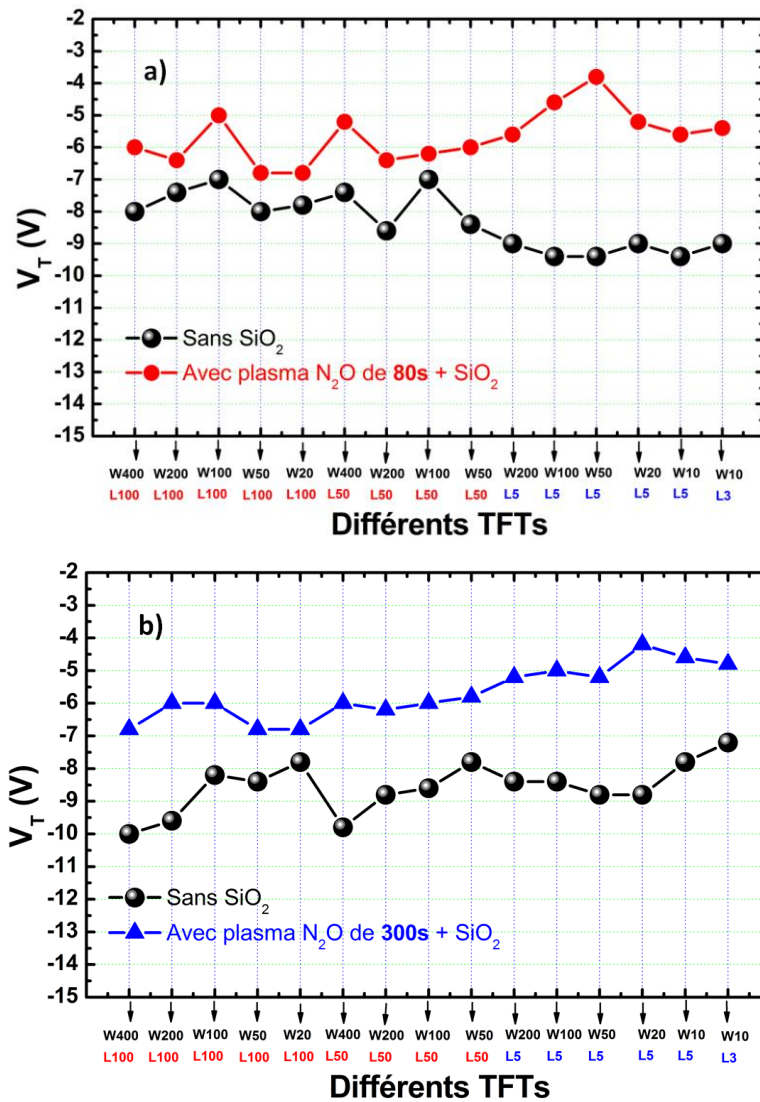 a)
-2
-3
-4
-5
-6
-7
-8
-9
-10
-11
-12
-13
-14
-15
V_T (V)
Sans SiO₂
Avec plasma N₂O de 80s + SiO₂
W400 W200 W100 W50 W20 W400 W200 W100 W50 W200 W100 W50 W20 W10 W10
L100 L100 L100 L100 L100 L50 L50 L50 L50 L5 L5 L5 L5 L5 L3
Différents TFTs
b)
-2
-3
-4
-5
-6
-7
-8
-9
-10
-11
-12
-13
-14
-15
V_T (V)
Sans SiO₂
Avec plasma N₂O de 300s + SiO₂
W400 W200 W100 W50 W20 W400 W200 W100 W50 W200 W100 W50 W20 W10 W10
L100 L100 L100 L100 L100 L50 L50 L50 L50 L5 L5 L5 L5 L5 L3
Différents TFTs